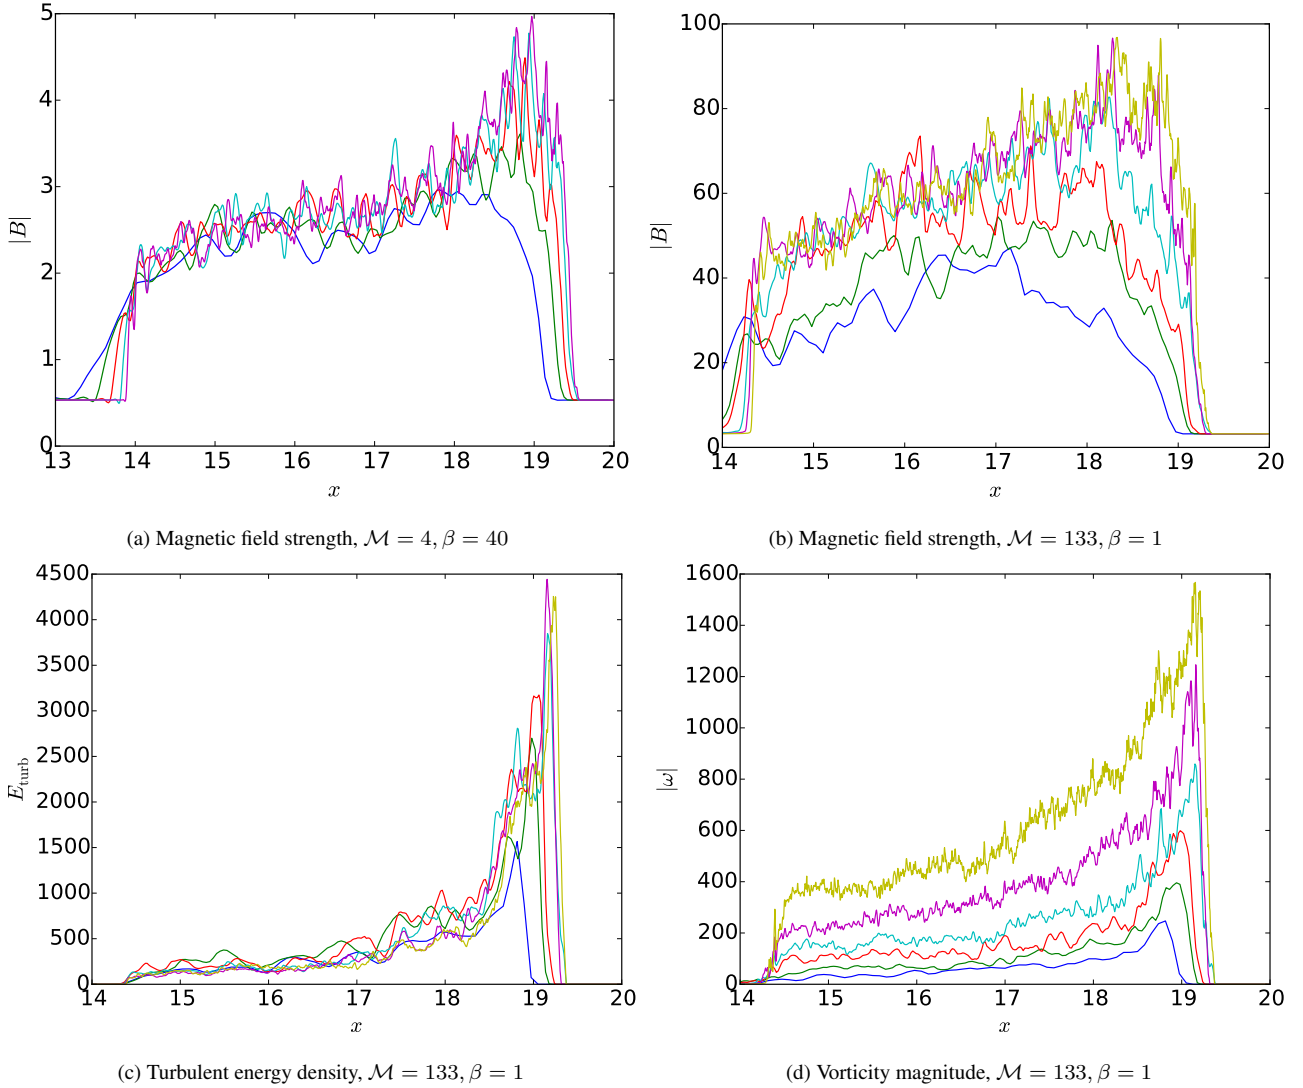 5
4
3
2
1
0
|B|
13 14 15 16 17 18 19 20
x
(a) Magnetic field strength, ℳ = 4, β = 40
100
80
60
40
20
0
|B|
14 15 16 17 18 19 20
x
(b) Magnetic field strength, ℳ = 133, β = 1
4500
4000
3500
3000
2500
2000
1500
1000
500
0
E_turb
14 15 16 17 18 19 20
x
(c) Turbulent energy density, ℳ = 133, β = 1
1600
1400
1200
1000
800
600
400
200
0
|ω|
14 15 16 17 18 19 20
x
(d) Vorticity magnitude, ℳ = 133, β = 1